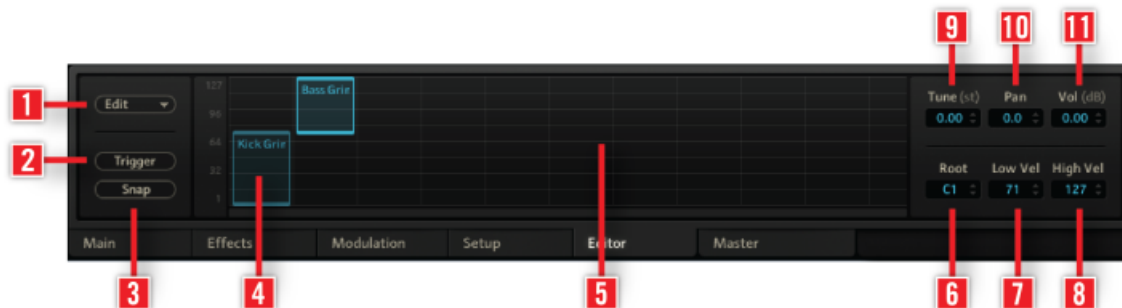 9 10 11
1 Edit
127
96
64
32
1
Bass Grie
Kick Grie
Tune (st) Pan Vol (dB)
0.00 0.0 0.00
2 Trigger
Snap
Root Low Vel High Vel
C1 71 127
Main Effects Modulation Setup Editor Master
3 4 5 6 7 8